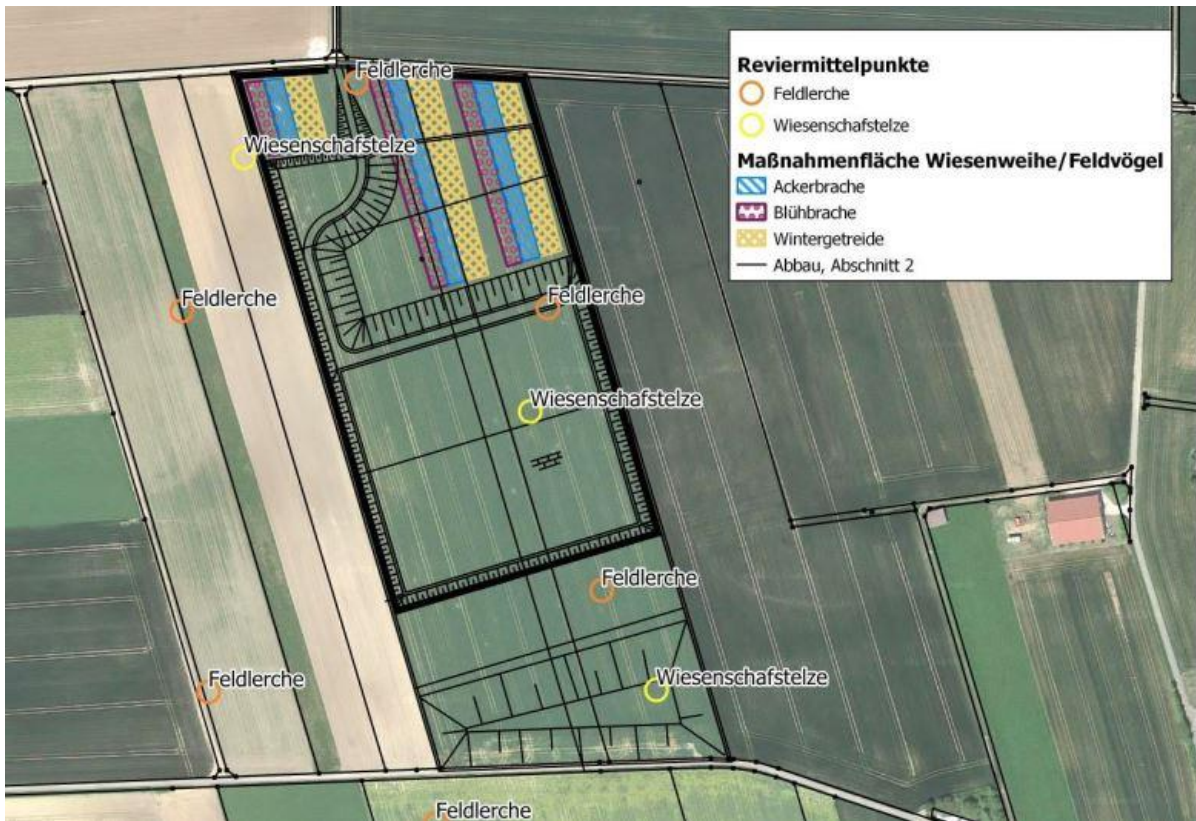 Feldlerche
Wiesenschafstelze
Feldlerche
Feldlerche
Wiesenschafstelze
Feldlerche
Feldlerche
Wiesenschafstelze
Feldlerche
Reviermittelpunkte
Feldlerche
Wiesenschafstelze
Maßnahmenfläche Wiesenweihe/Feldvögel
Ackerbrache
Blühbrache
Wintergetreide
Abbau, Abschnitt 2